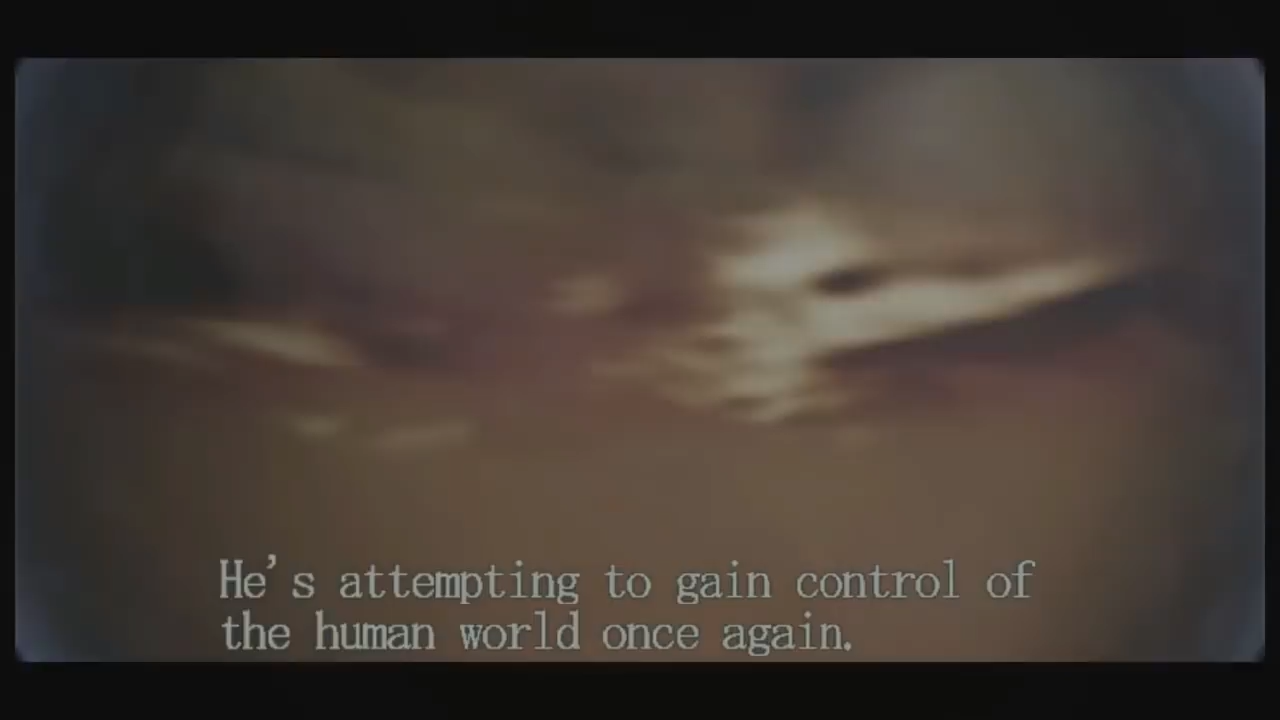 He's attempting to gain control of
the human world once again.